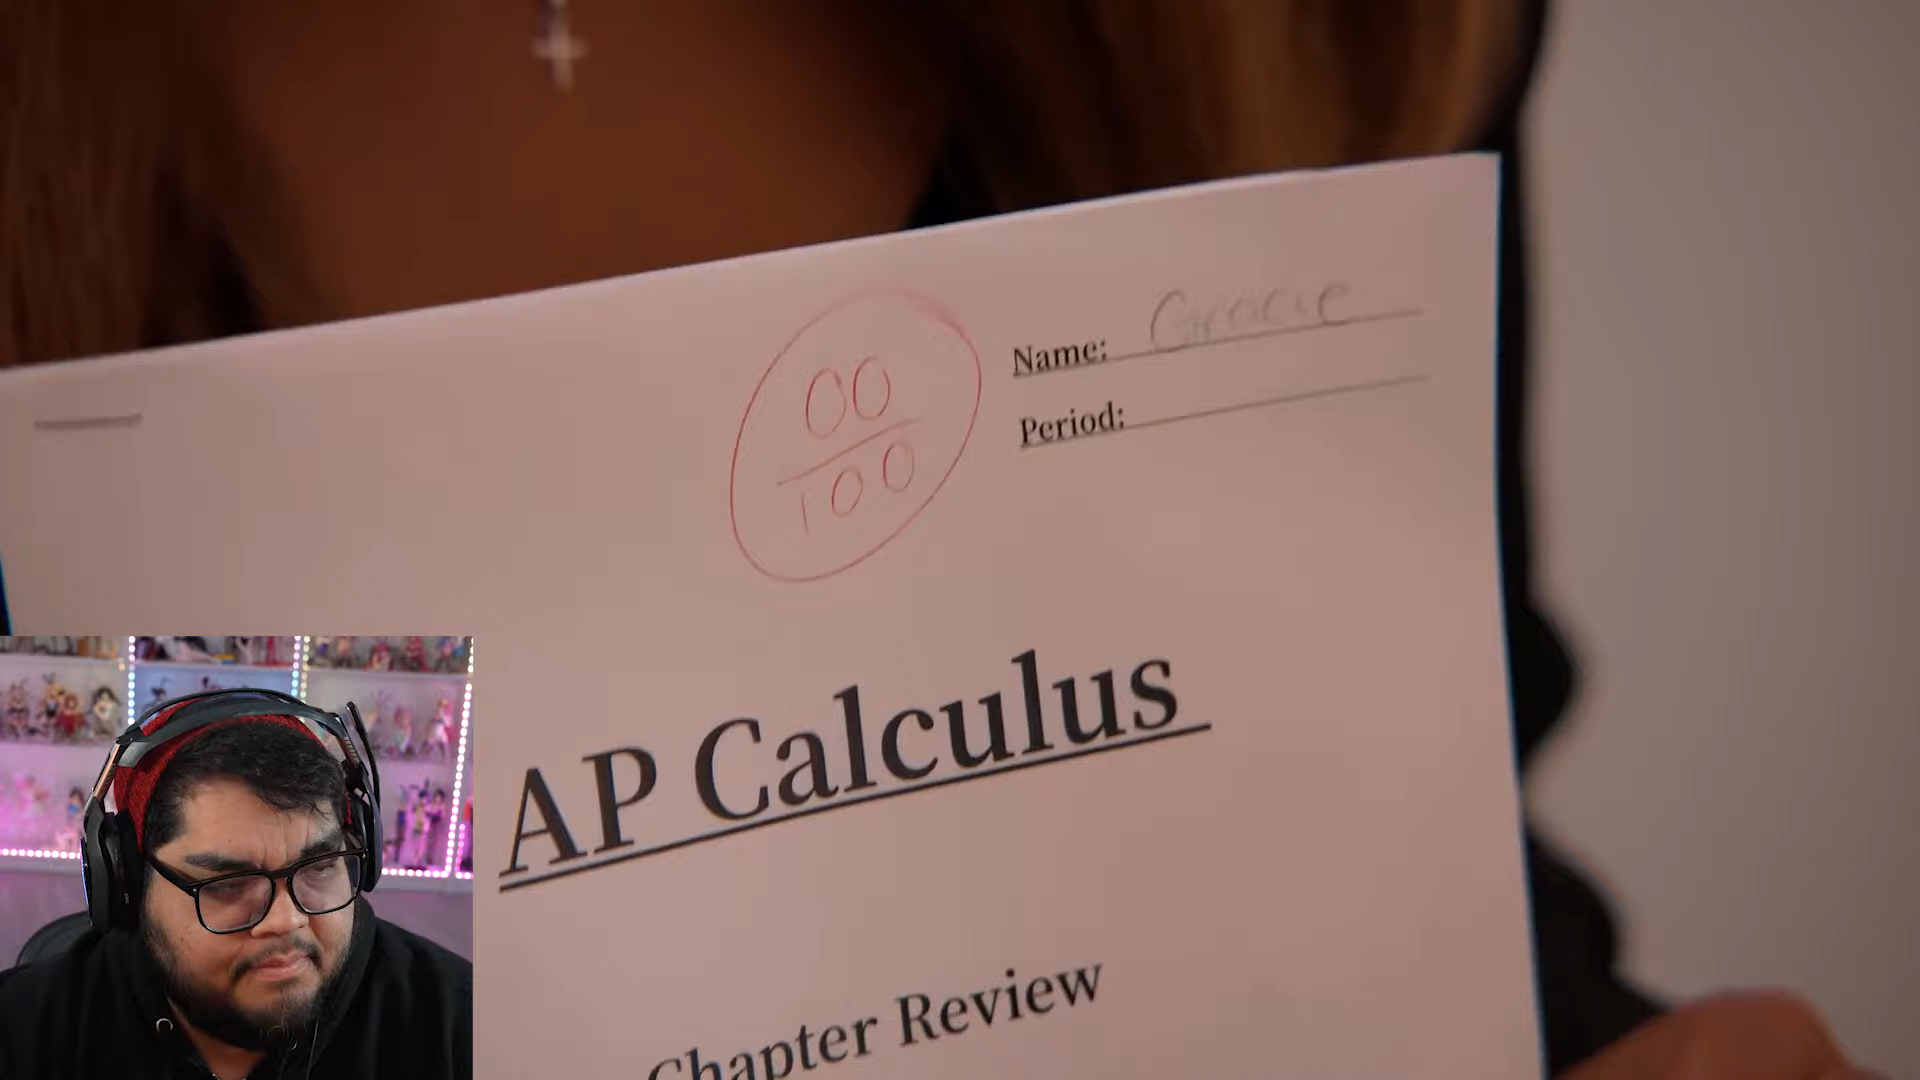 00
100
Name: Gracie
Period:
AP Calculus
Chapter Review